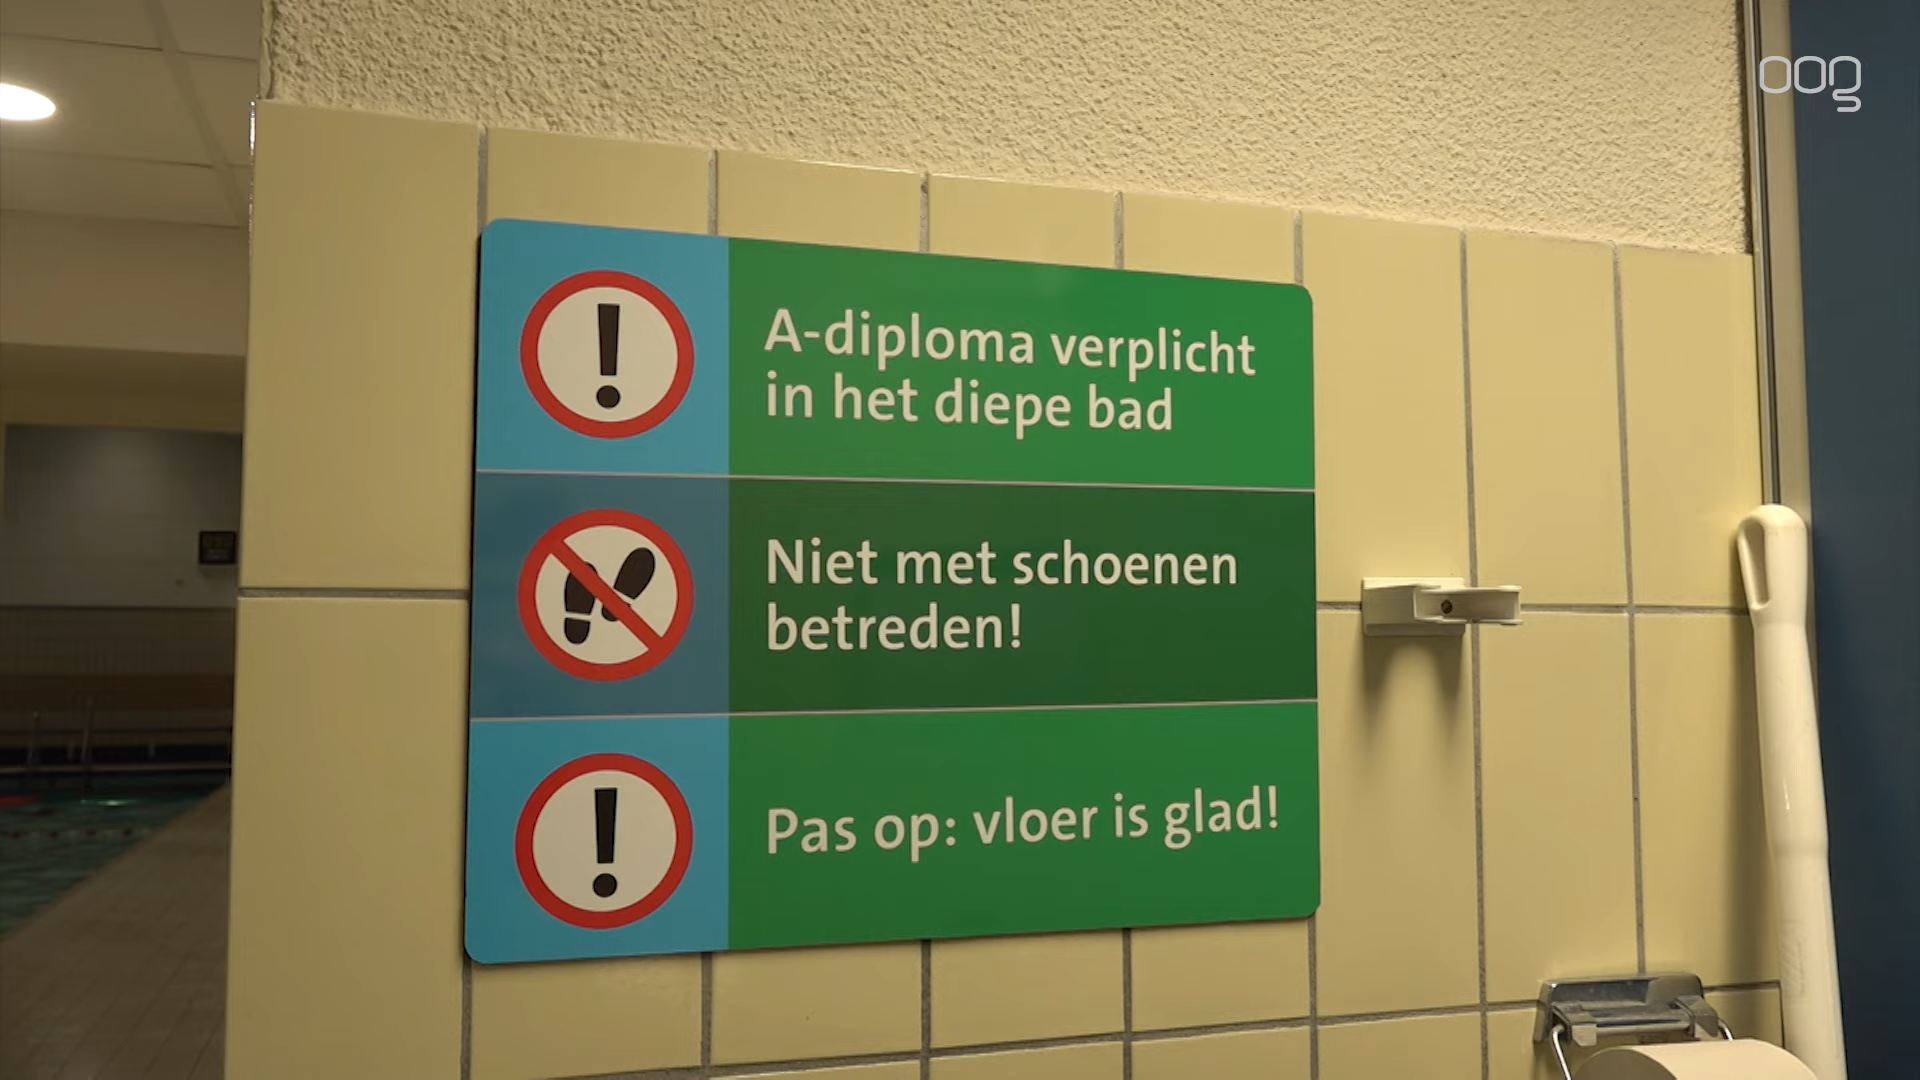 oog
A-diploma verplicht
in het diepe bad
Niet met schoenen
betreden!
Pas op: vloer is glad!